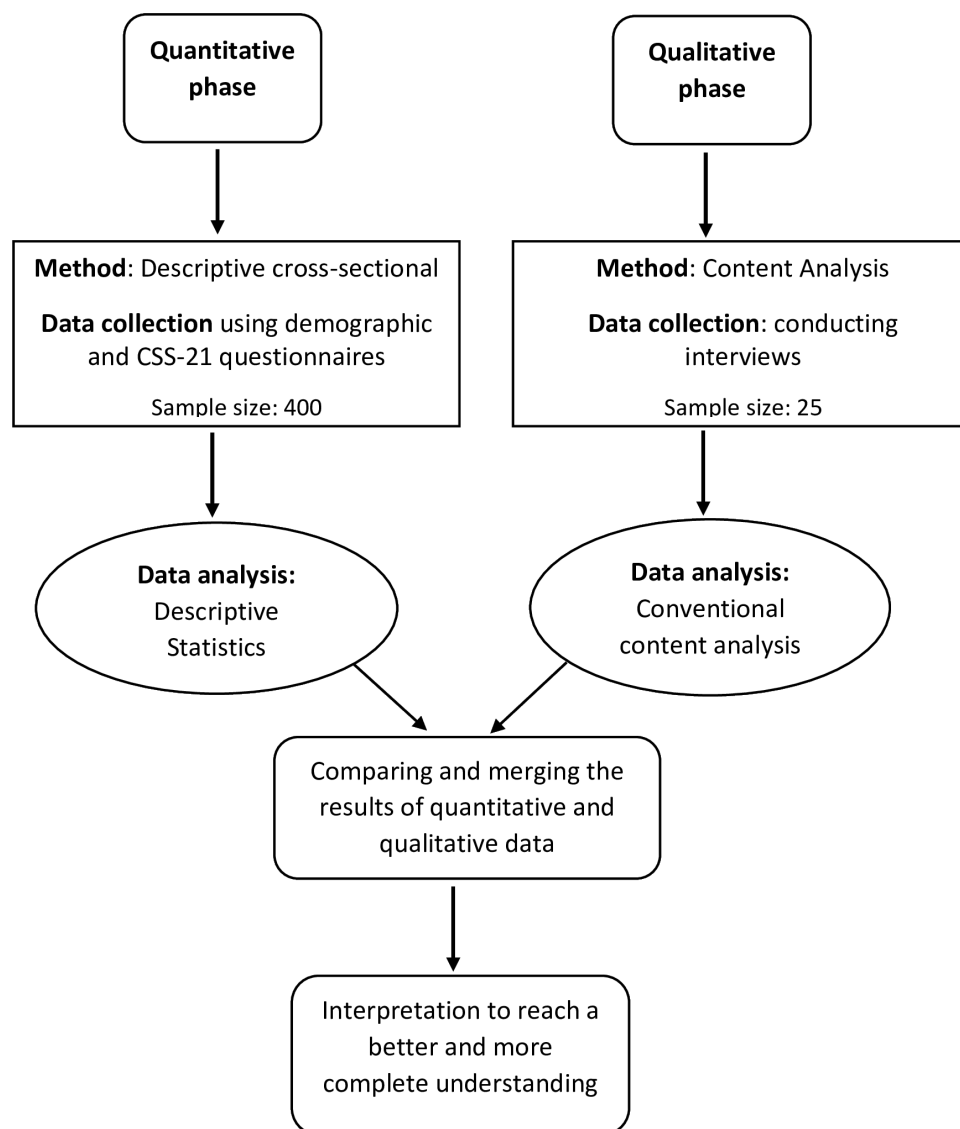 Quantitative
phase
Qualitative
phase
Method: Descriptive cross-sectional
Data collection using demographic
and CSS-21 questionnaires
Sample size: 400
Method: Content Analysis
Data collection: conducting
interviews
Sample size: 25
Data analysis:
Descriptive
Statistics
Data analysis:
Conventional
content analysis
Comparing and merging the
results of quantitative and
qualitative data
Interpretation to reach a
better and more
complete understanding